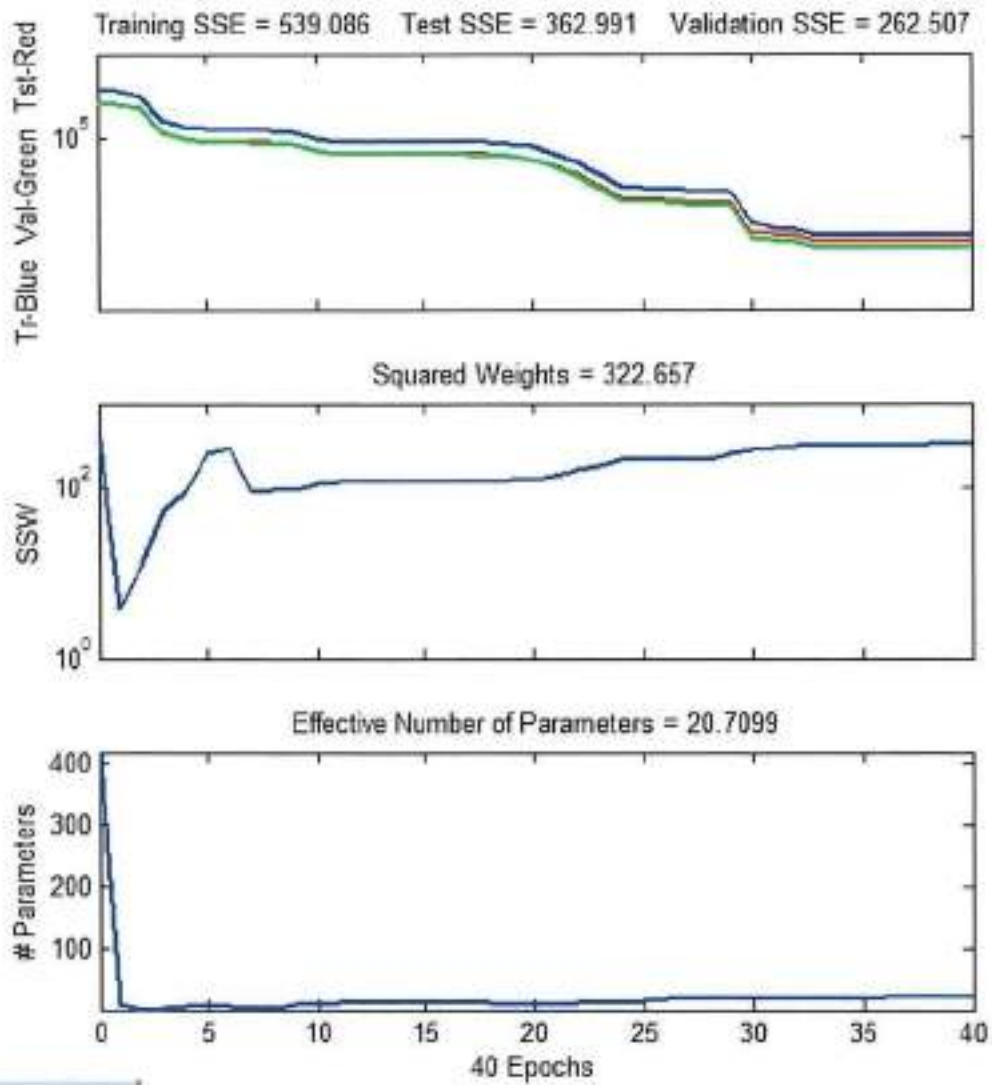 Training SSE = 539.086 Test SSE = 362.991 Validation SSE = 262.507
Tr-Blue Val-Green Tst-Red
10^5
Squared Weights = 322.657
SSW
10^2
10^0
Effective Number of Parameters = 20.7099
# Parameters
400
300
200
100
0 5 10 15 20 25 30 35 40
40 Epochs